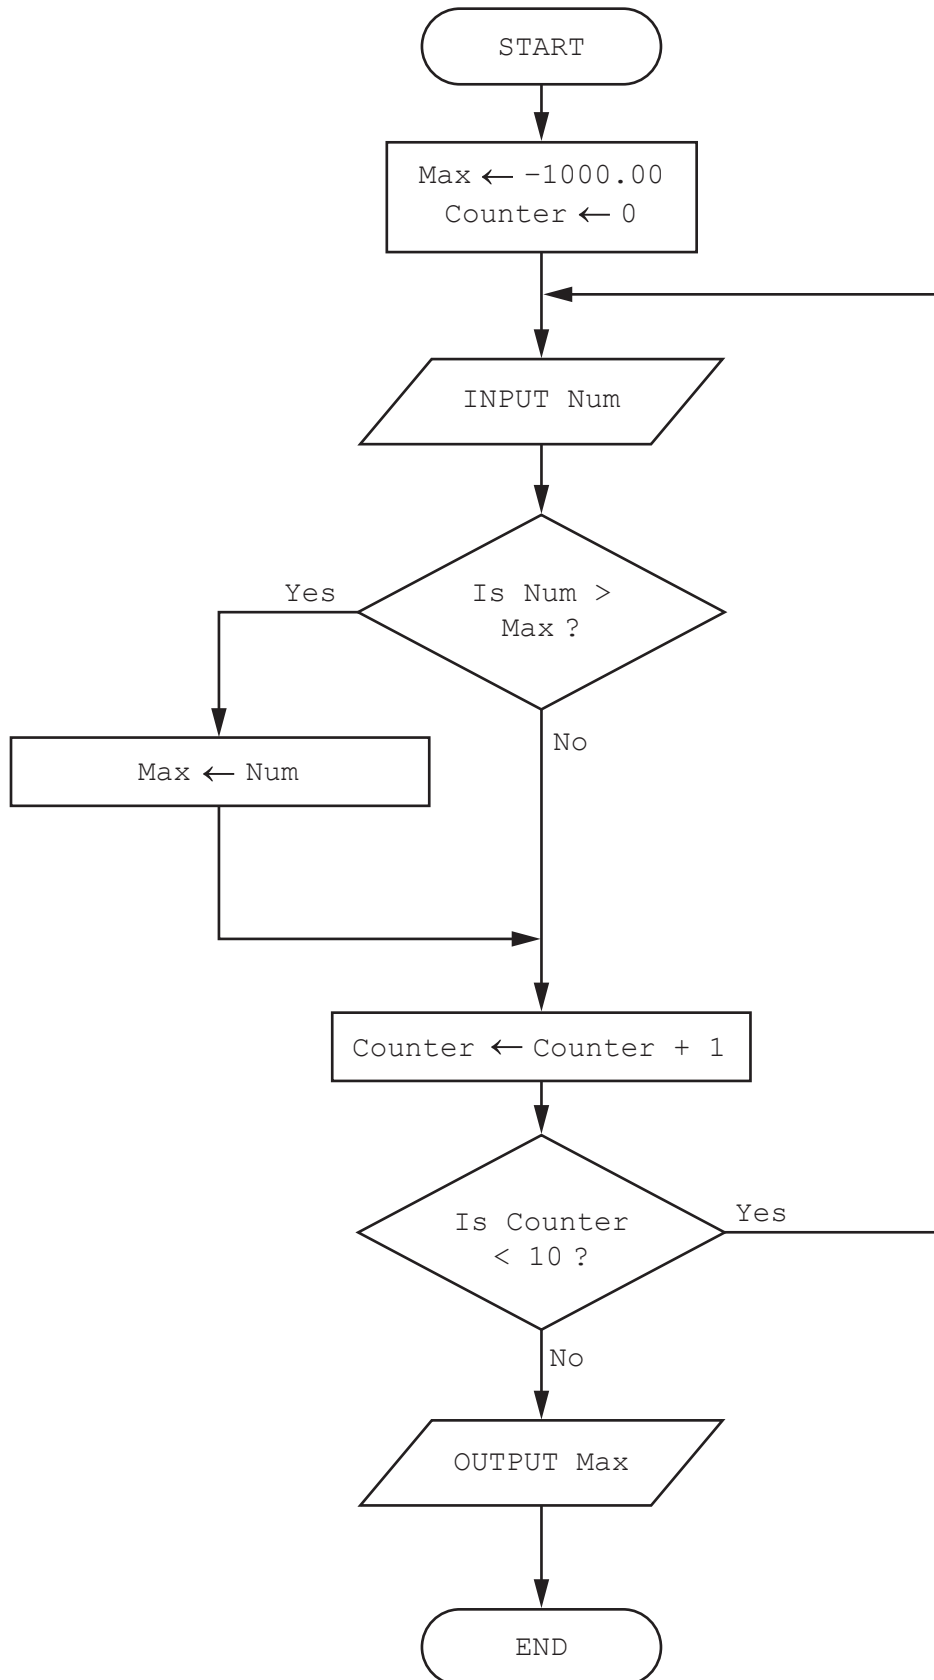 START
Max ← -1000.00
Counter ← 0
INPUT Num
Yes
Is Num >
Max ?
No
Max ← Num
Counter ← Counter + 1
Is Counter
< 10 ?
Yes
No
OUTPUT Max
END